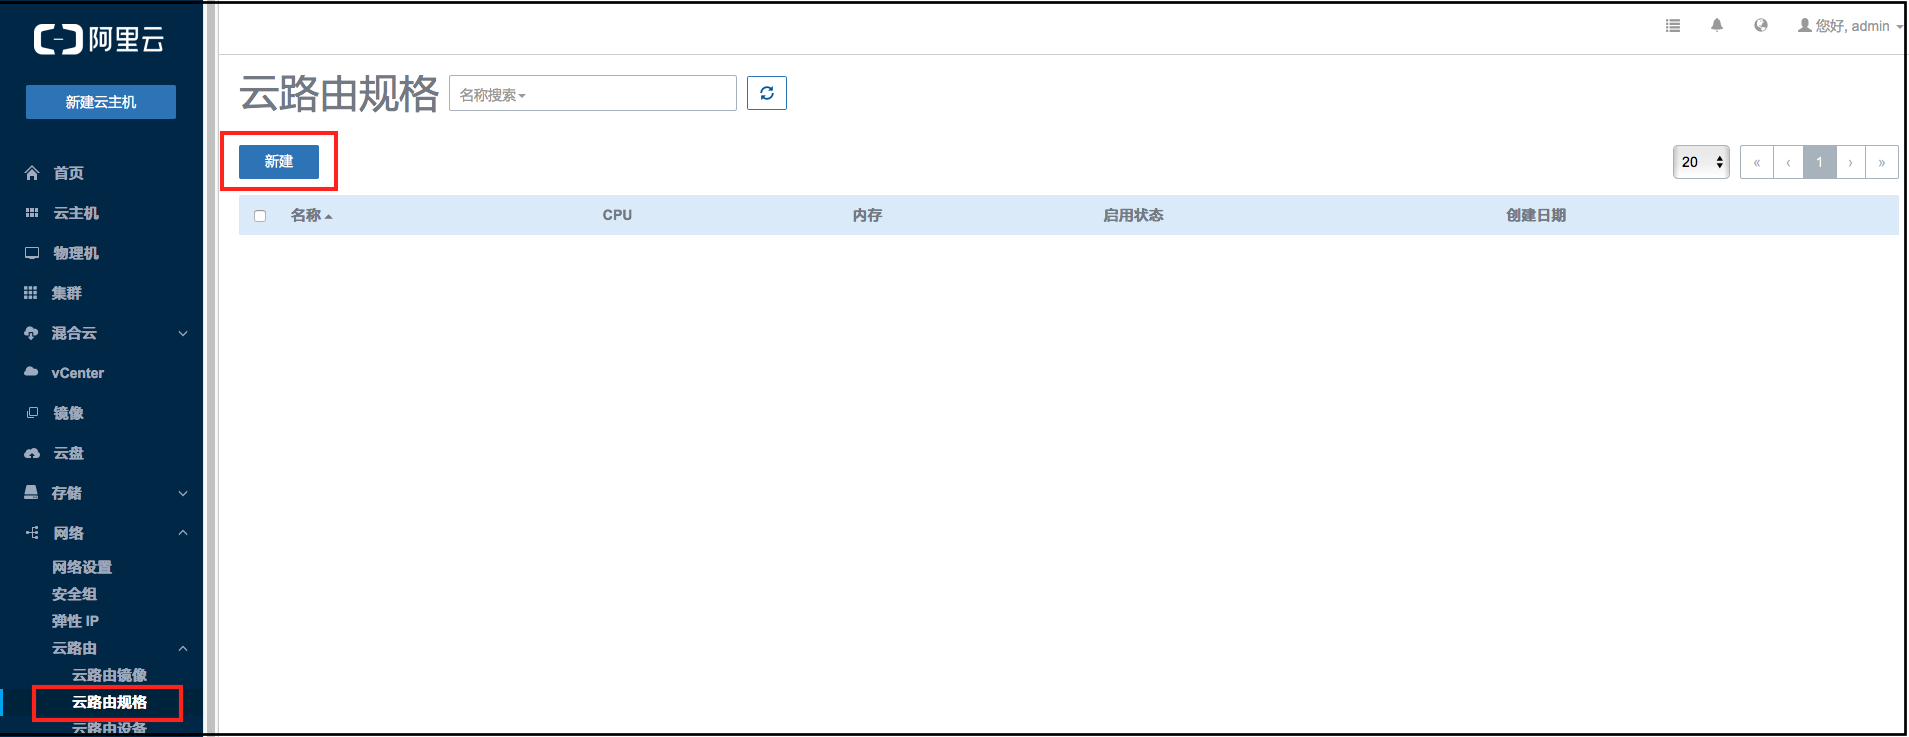 阿里云
新建云主机
首页
云主机
物理机
集群
混合云
vCenter
镜像
云盘
存储
网络
网络设置
安全组
弹性 IP
云路由
云路由镜像
云路由规格
云路由设备
您好, admin
云路由规格
名称搜索
新建
20
« ‹ 1 › »
名称 CPU 内存 启用状态 创建日期